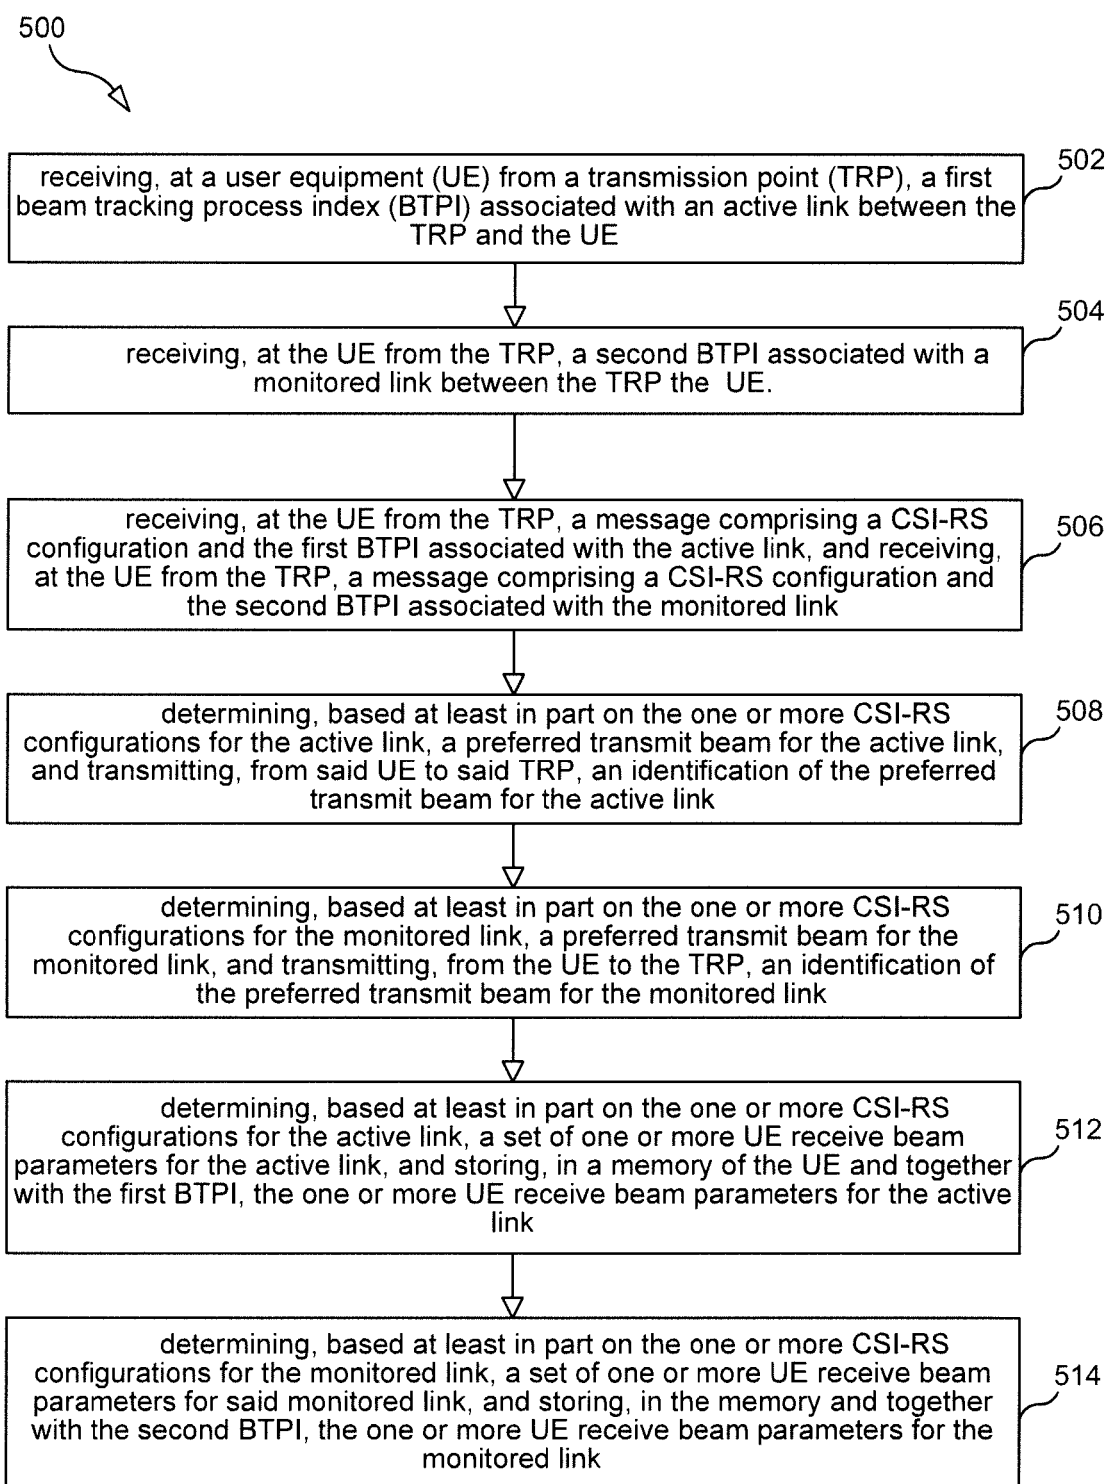 500
502
receiving, at a user equipment (UE) from a transmission point (TRP), a first
beam tracking process index (BTPI) associated with an active link between the
TRP and the UE
504
receiving, at the UE from the TRP, a second BTPI associated with a
monitored link between the TRP the UE.
506
receiving, at the UE from the TRP, a message comprising a CSI-RS
configuration and the first BTPI associated with the active link, and receiving,
at the UE from the TRP, a message comprising a CSI-RS configuration and
the second BTPI associated with the monitored link
508
determining, based at least in part on the one or more CSI-RS
configurations for the active link, a preferred transmit beam for the active link,
and transmitting, from said UE to said TRP, an identification of the preferred
transmit beam for the active link
510
determining, based at least in part on the one or more CSI-RS
configurations for the monitored link, a preferred transmit beam for the
monitored link, and transmitting, from the UE to the TRP, an identification of
the preferred transmit beam for the monitored link
512
determining, based at least in part on the one or more CSI-RS
configurations for the active link, a set of one or more UE receive beam
parameters for the active link, and storing, in a memory of the UE and together
with the first BTPI, the one or more UE receive beam parameters for the active
link
514
determining, based at least in part on the one or more CSI-RS
configurations for the monitored link, a set of one or more UE receive beam
parameters for said monitored link, and storing, in the memory and together
with the second BTPI, the one or more UE receive beam parameters for the
monitored link